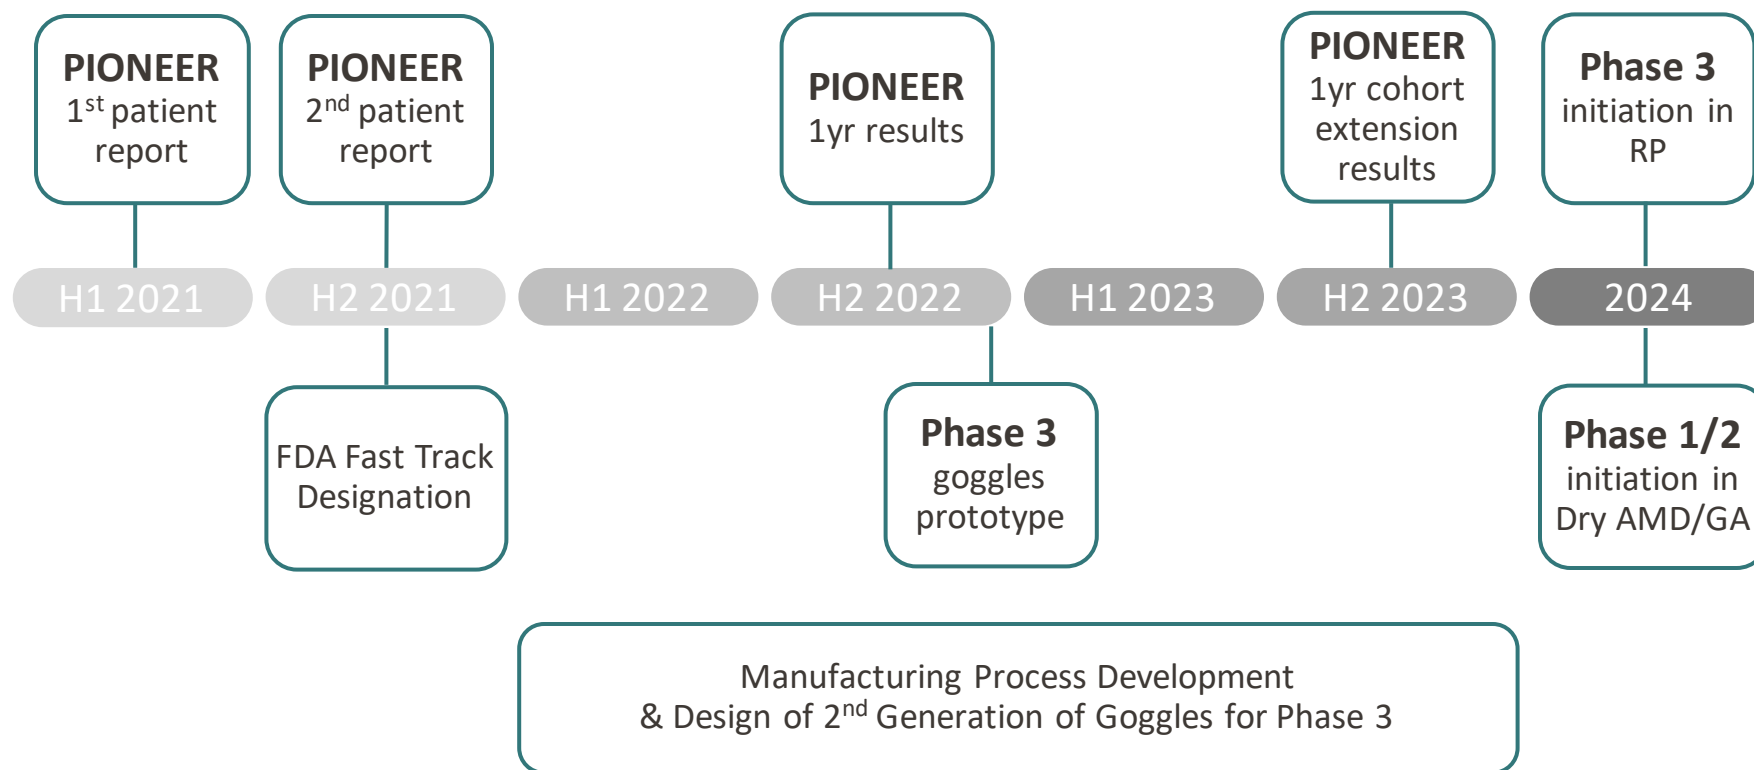 PIONEER
1st patient
report
PIONEER
2nd patient
report
PIONEER
1yr results
PIONEER
1yr cohort
extension
results
Phase 3
initiation in
RP
H1 2021
H2 2021
H1 2022
H2 2022
H1 2023
H2 2023
2024
FDA Fast Track
Designation
Phase 3
goggles
prototype
Phase 1/2
initiation in
Dry AMD/GA
Manufacturing Process Development
& Design of 2nd Generation of Goggles for Phase 3